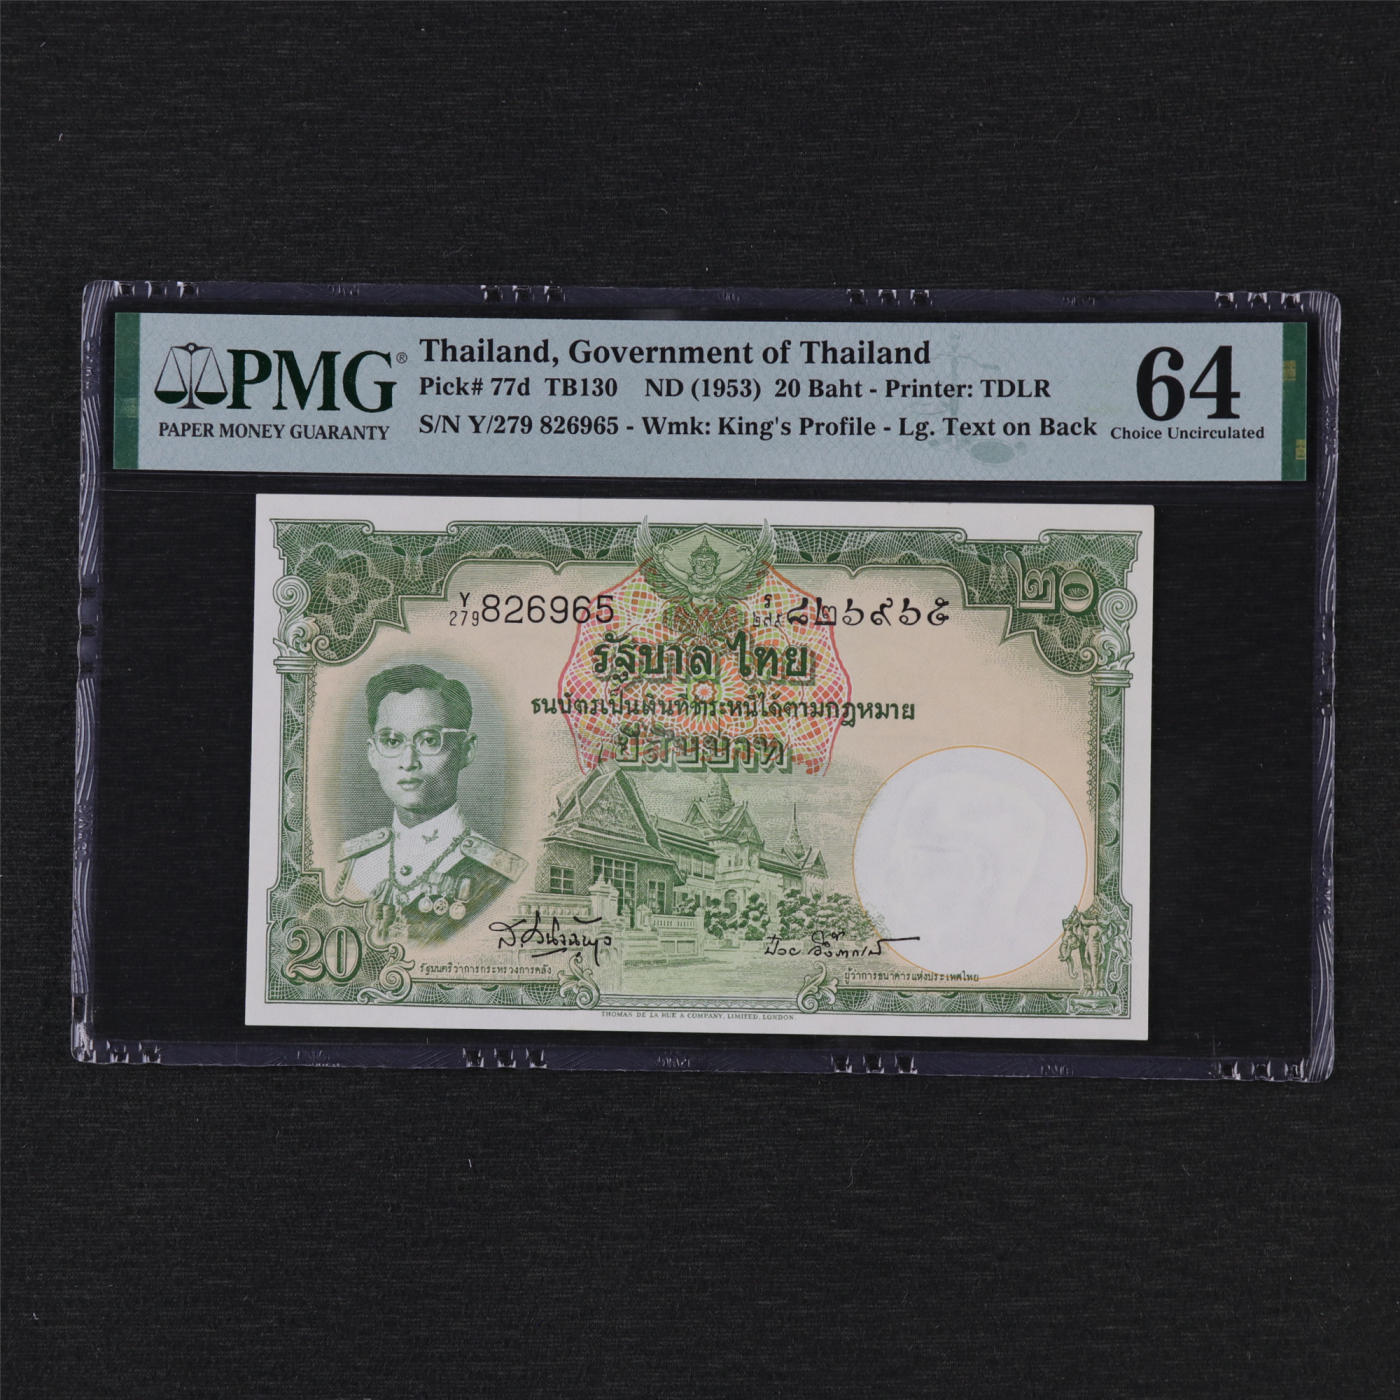 PMG®
PAPER MONEY GUARANTY
Thailand, Government of Thailand
Pick# 77d TB130 ND (1953) 20 Baht - Printer: TDLR
S/N Y/279 826965 - Wmk: King's Profile - Lg. Text on Back
64
Choice Uncirculated
๒๐
Y
279 826965
ร
๒๗๙ ๘๒๖๙๖๕
รัฐบาลไทย
ธนบัตร์เป็นเงินที่ชำระหนี้ได้ตามกฎหมาย
ยี่สิบบาท
20
รัฐมนตรีว่าการกระทรวงการคลัง
ผู้ว่าการธนาคารแห่งประเทศไทย
THOMAS DE LA RUE & COMPANY, LIMITED, LONDON